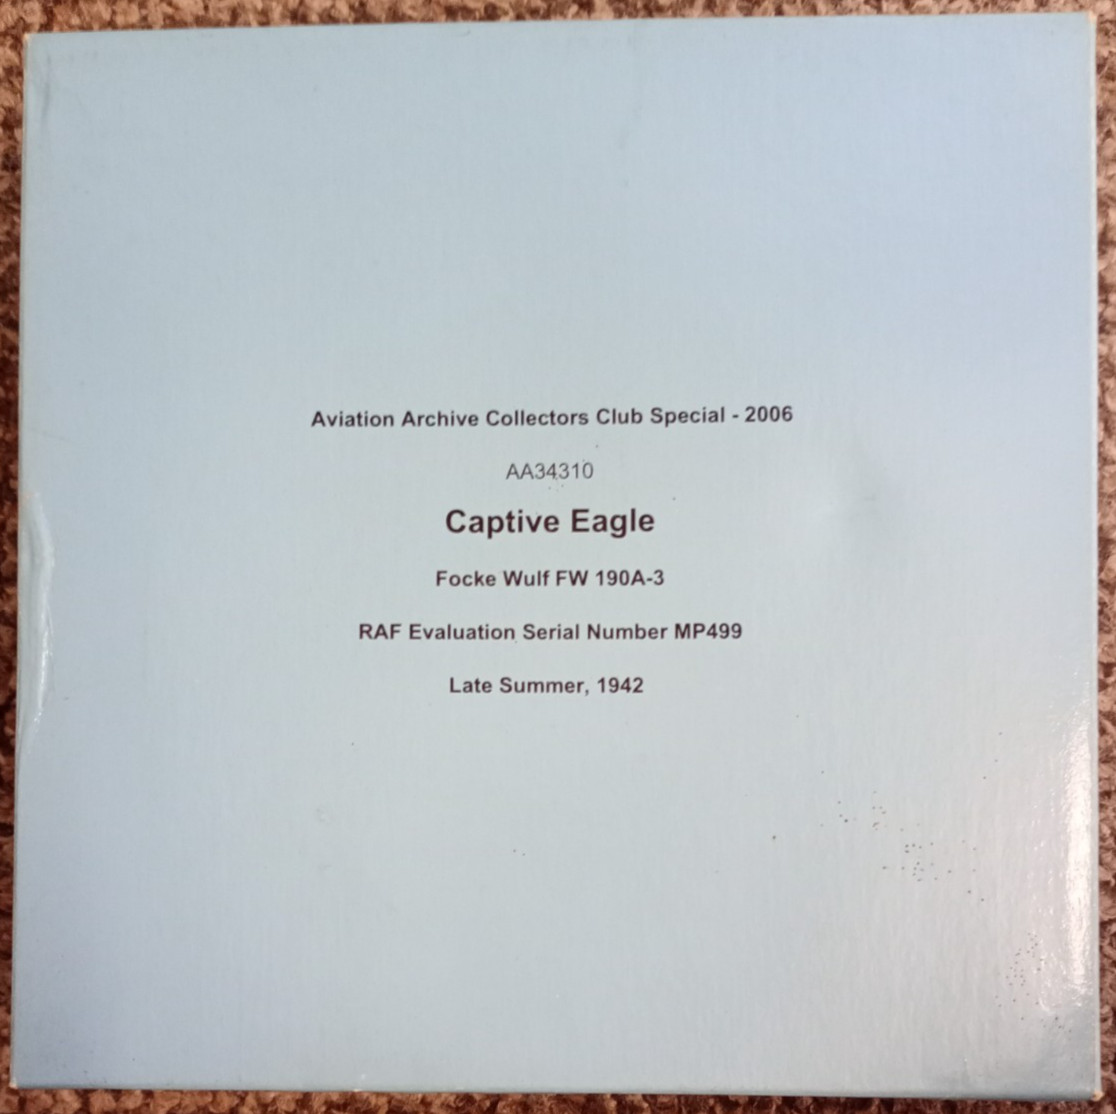 Aviation Archive Collectors Club Special - 2006
AA34310
Captive Eagle
Focke Wulf FW 190A-3
RAF Evaluation Serial Number MP499
Late Summer, 1942